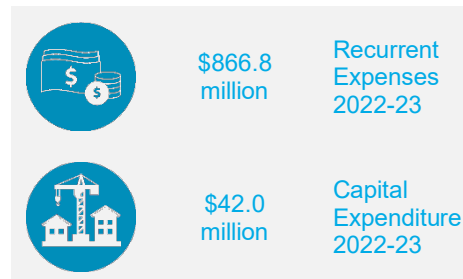 $866.8
million
Recurrent
Expenses
2022-23
$
$
$42.0
million
Capital
Expenditure
2022-23